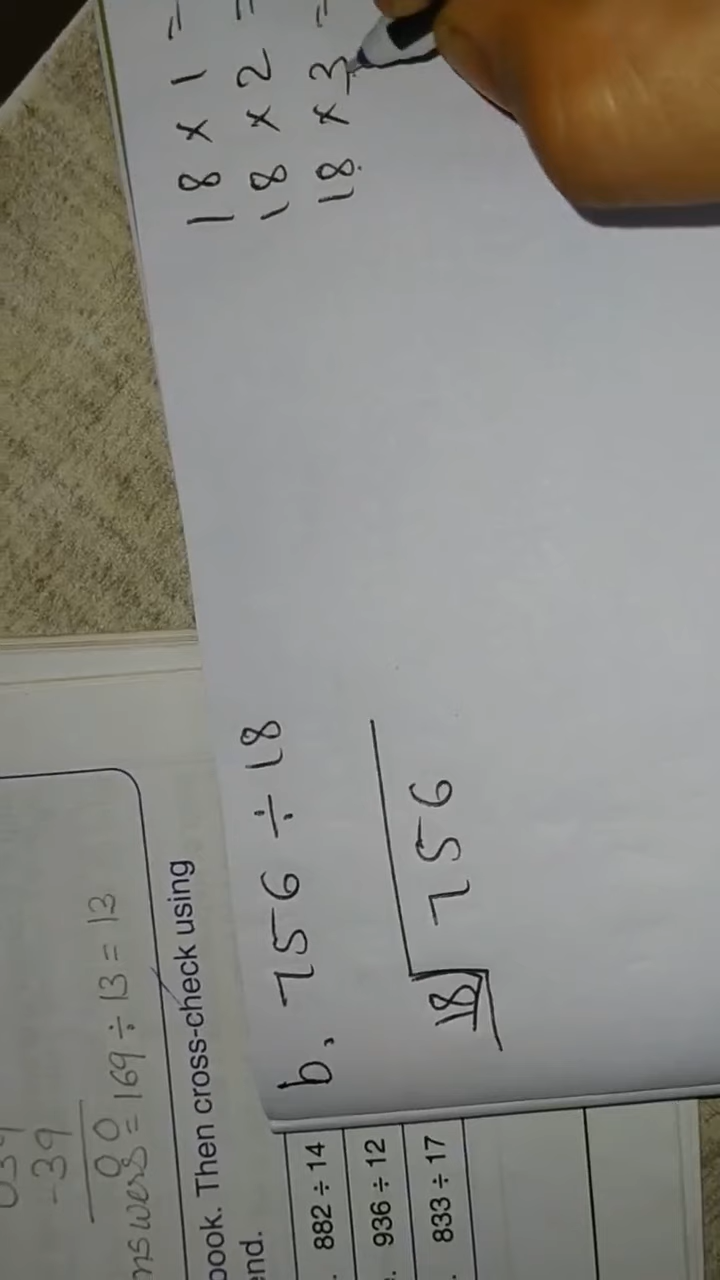 18 × 1 =
18 × 2 =
18 × 3 =
b, 756 ÷ 18
18 756
39
-39
00
= 169 ÷ 13 = 13
book. Then cross-check using
end.
882 ÷ 14
936 ÷ 12
833 ÷ 17